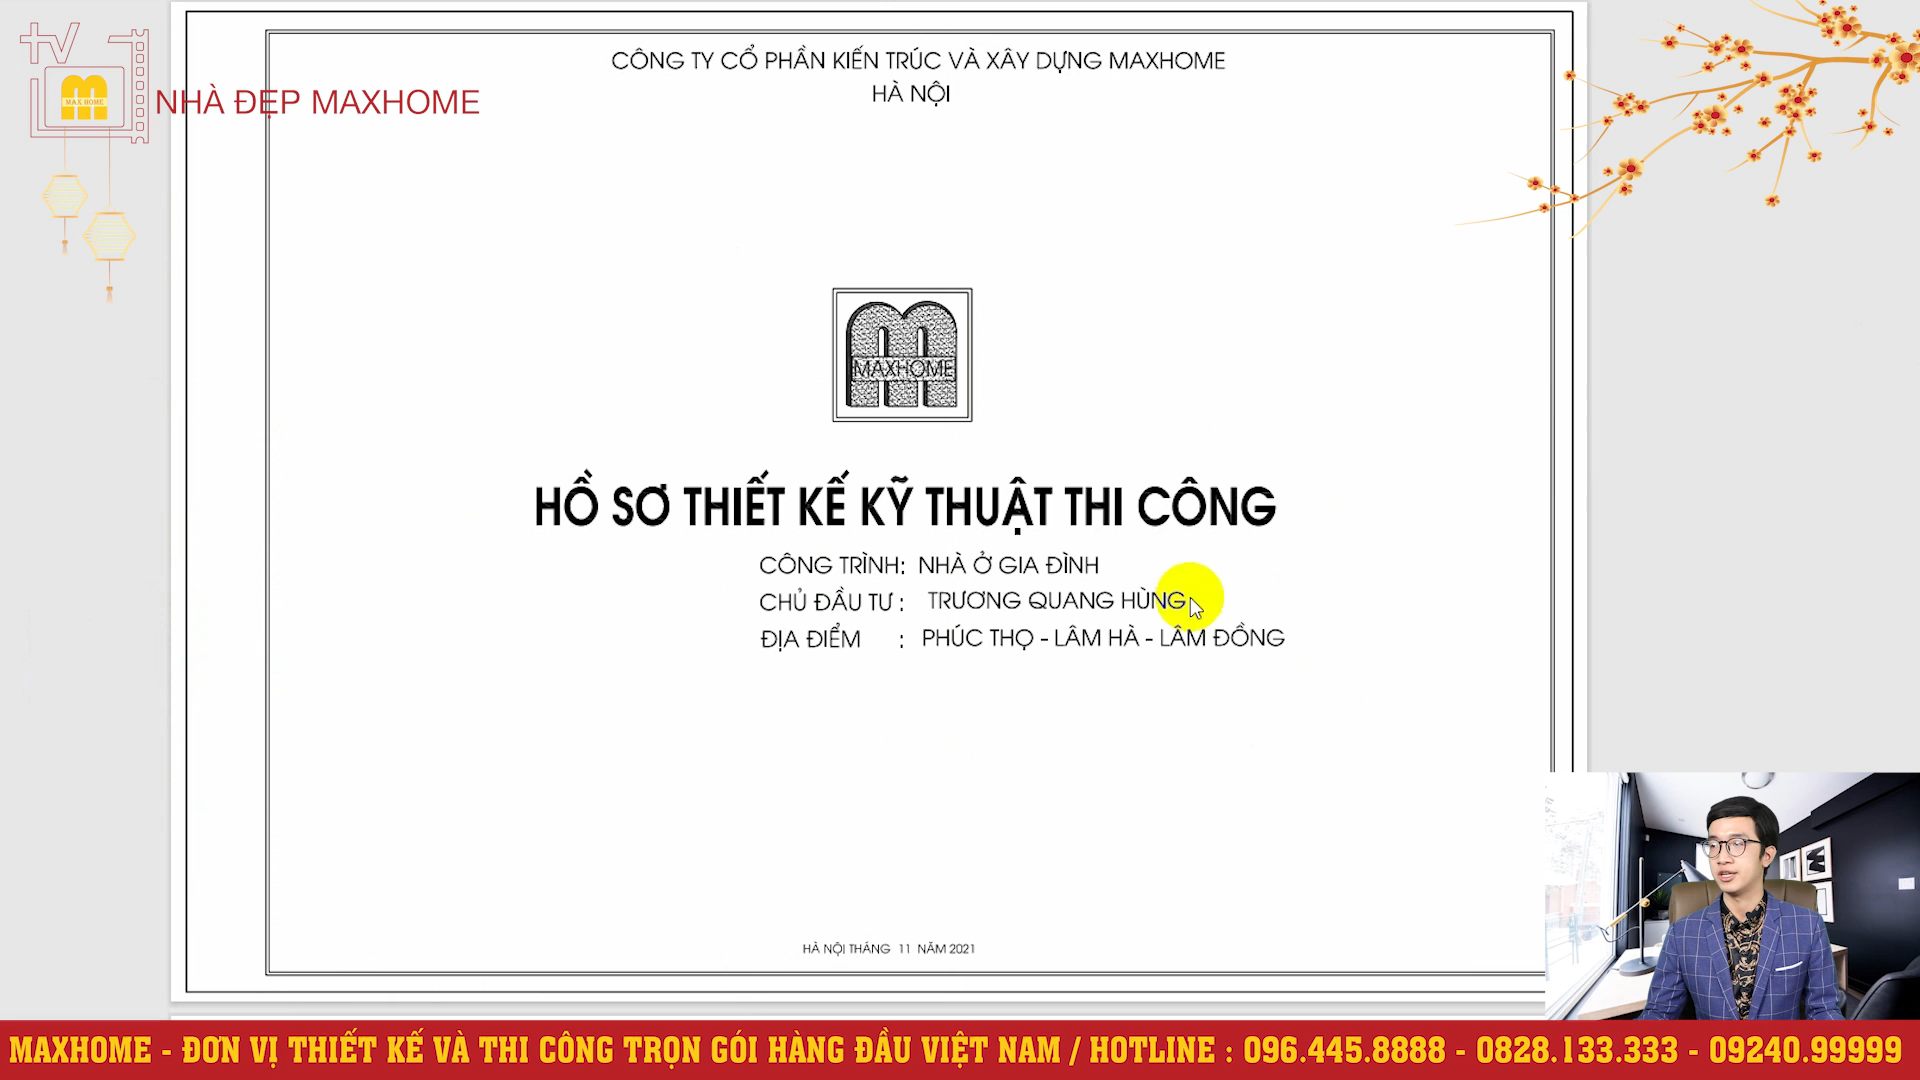 TV
MAX HOME
NHÀ ĐẸP MAXHOME
CÔNG TY CỔ PHẦN KIẾN TRÚC VÀ XÂY DỰNG MAXHOME
HÀ NỘI
MAXHOME
HỒ SƠ THIẾT KẾ KỸ THUẬT THI CÔNG
CÔNG TRÌNH: NHÀ Ở GIA ĐÌNH
CHỦ ĐẦU TƯ : TRƯƠNG QUANG HÙNG
ĐỊA ĐIỂM : PHÚC THỌ - LÂM HÀ - LÂM ĐỒNG
HÀ NỘI THÁNG 11 NĂM 2021
MAXHOME - ĐƠN VỊ THIẾT KẾ VÀ THI CÔNG TRỌN GÓI HÀNG ĐẦU VIỆT NAM / HOTLINE : 096.445.8888 - 0828.133.333 - 09240.99999